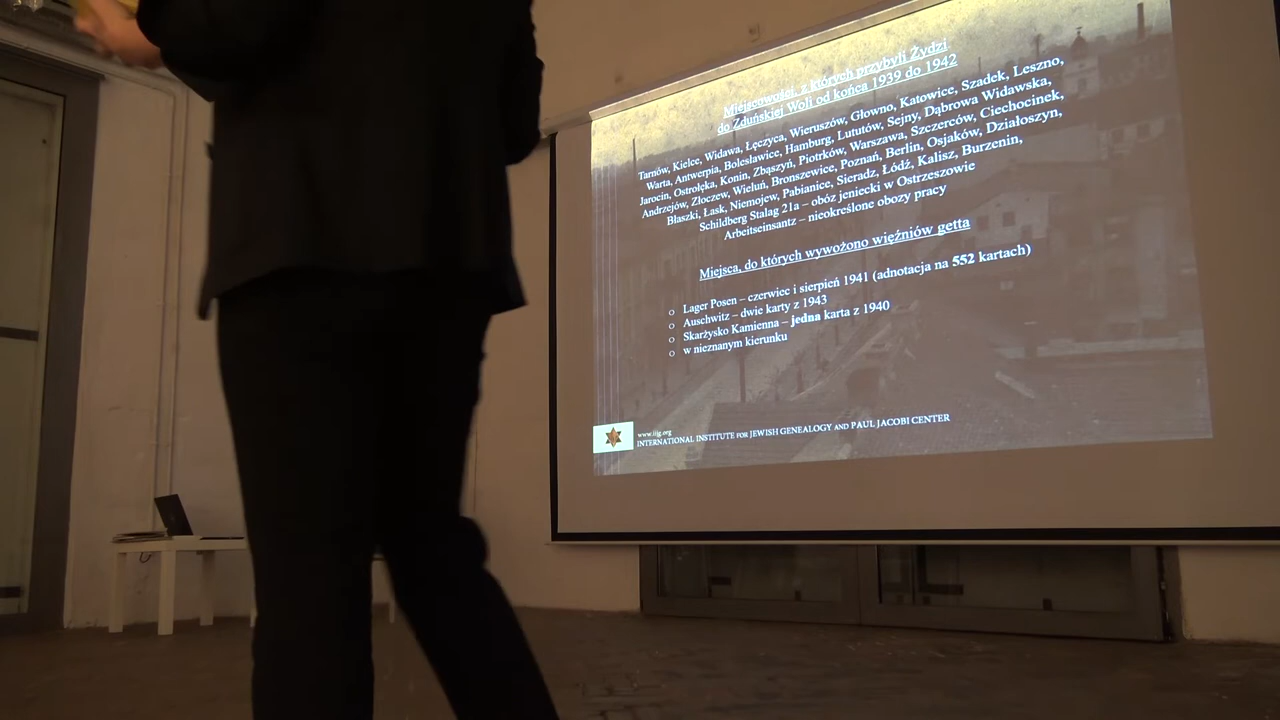 Miejscowości, z których przybyli Żydzi
do Zduńskiej Woli od końca 1939 do 1942
Tarnów, Kielce, Widawa, Łęczyca, Wieruszów, Głowno, Katowice, Szadek, Leszno,
Warta, Antwerpia, Bolesławice, Hamburg, Lututów, Sejny, Dąbrowa Widawska,
Jarocin, Ostrołęka, Konin, Zbąszyń, Piotrków, Warszawa, Szczerców, Ciechocinek,
Andrzejów, Złoczew, Wieluń, Bronszewice, Poznań, Berlin, Osjaków, Działoszyn,
Błaszki, Łask, Niemojew, Pabianice, Sieradz, Łódź, Kalisz, Burzenin,
Schildberg Stalag 21a – obóz jeniecki w Ostrzeszowie
Arbeitseinsantz – nieokreślone obozy pracy
Miejsca, do których wywożono więźniów getta
o Lager Posen – czerwiec i sierpień 1941 (adnotacja na 552 kartach)
o Auschwitz – dwie karty z 1943
o Skarżysko Kamienna – jedna karta z 1940
o w nieznanym kierunku
www.iijg.org
INTERNATIONAL INSTITUTE FOR JEWISH GENEALOGY AND PAUL JACOBI CENTER